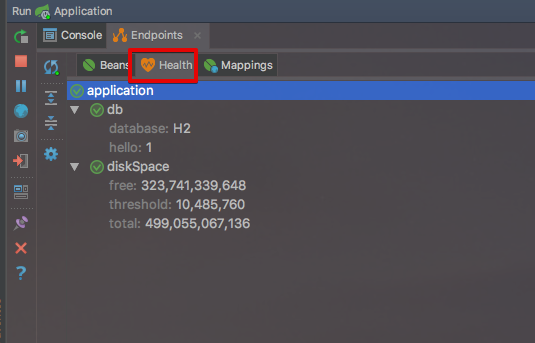 Run Application
Console Endpoints
Beans Health Mappings
application
db
database: H2
hello: 1
diskSpace
free: 323,741,339,648
threshold: 10,485,760
total: 499,055,067,136
?